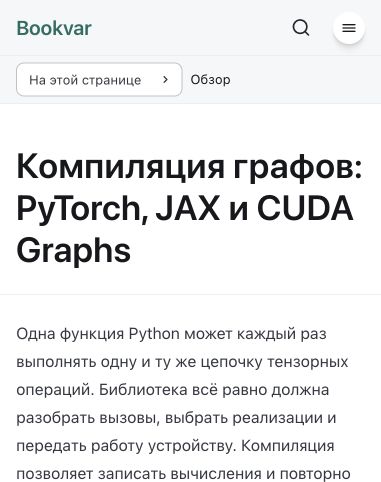 Bookvar
На этой странице
Обзор
Компиляция графов:
PyTorch, JAX и CUDA
Graphs
Одна функция Python может каждый раз
выполнять одну и ту же цепочку тензорных
операций. Библиотека всё равно должна
разобрать вызовы, выбрать реализации и
передать работу устройству. Компиляция
позволяет записать вычисления и повторно